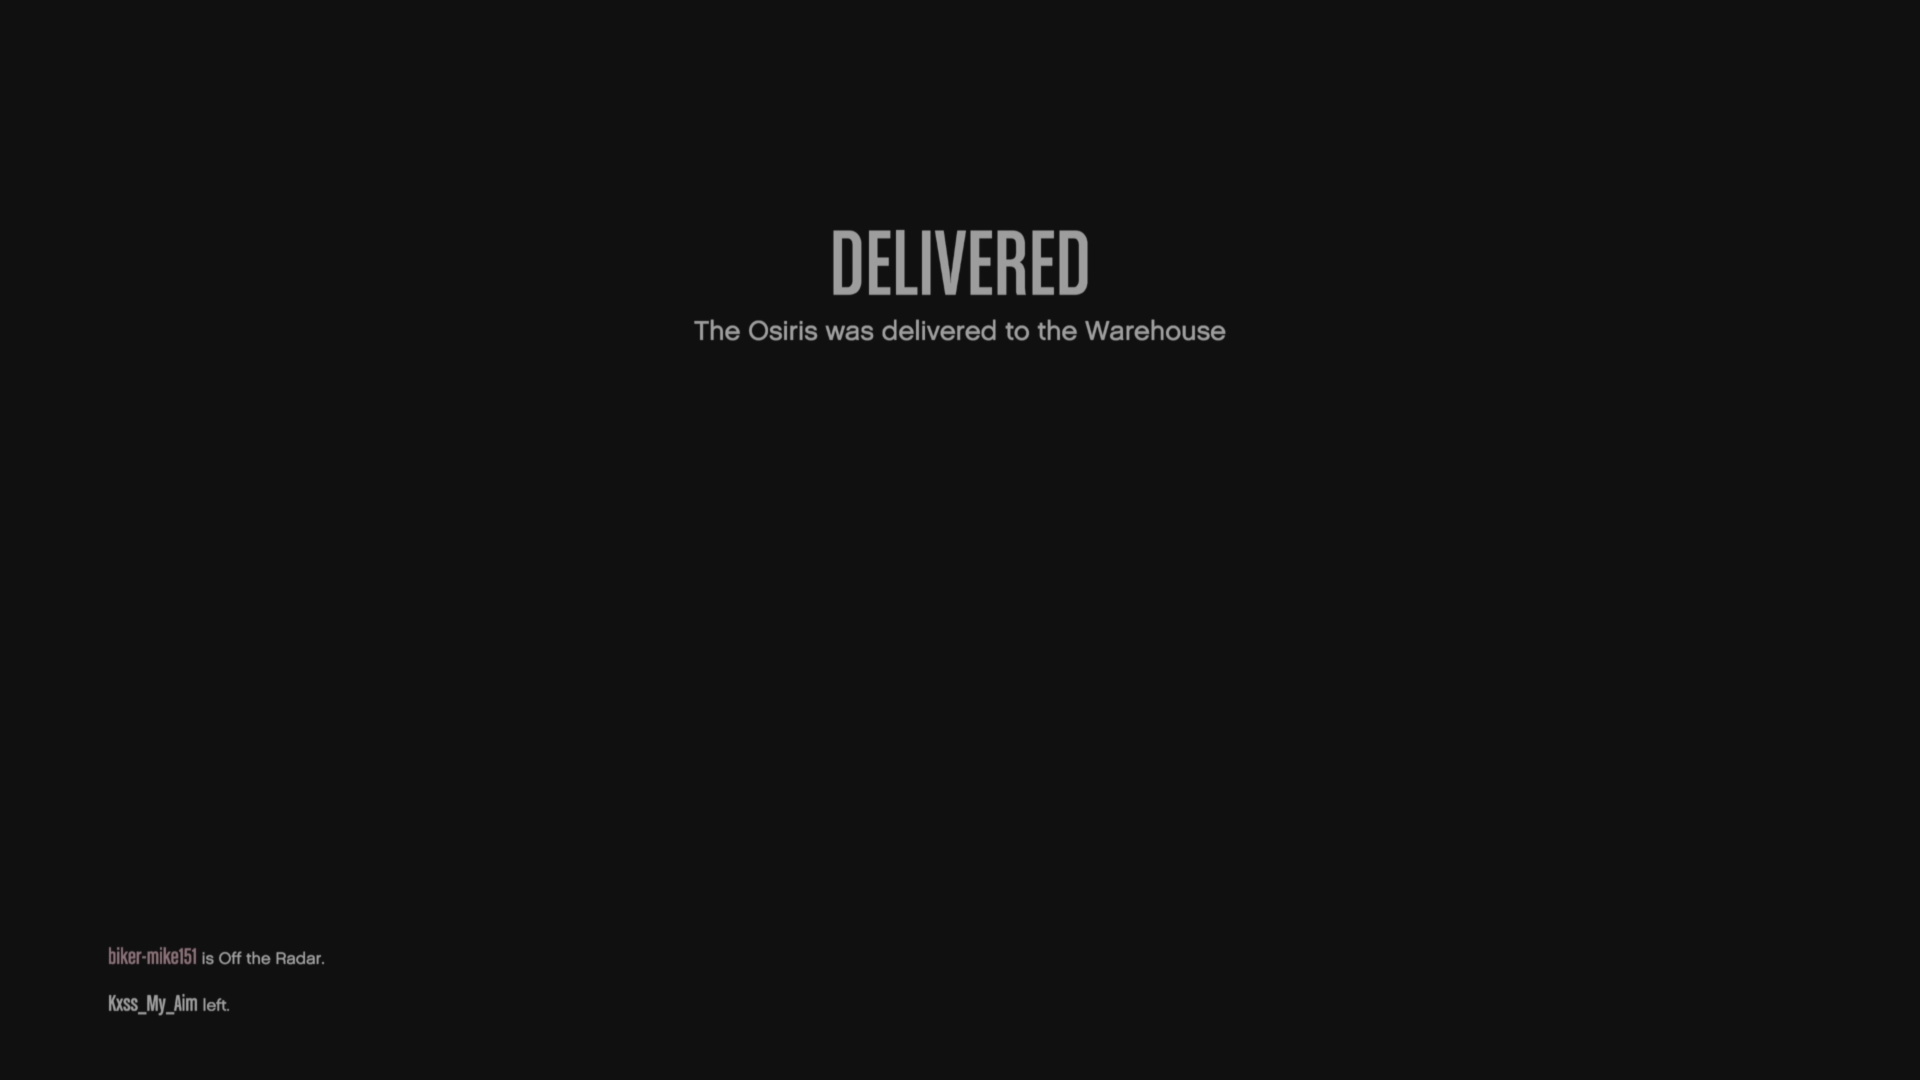 DELIVERED
The Osiris was delivered to the Warehouse
biker-mike151 is Off the Radar.
Kxss_My_Aim left.